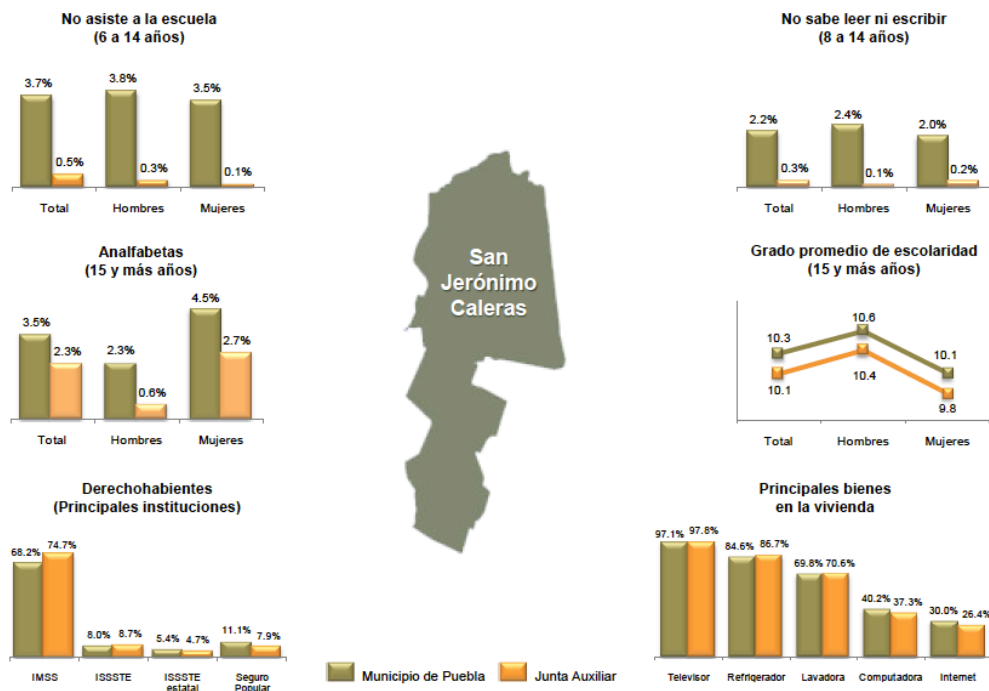 No asiste a la escuela
(6 a 14 años)
3.7%
0.5%
3.8%
0.3%
3.5%
0.1%
Total
Hombres
Mujeres
No sabe leer ni escribir
(8 a 14 años)
2.2%
0.3%
2.4%
0.1%
2.0%
0.2%
Total
Hombres
Mujeres
San
Jerónimo
Caleras
Analfabetas
(15 y más años)
3.5%
2.3%
2.3%
0.6%
4.5%
2.7%
Total
Hombres
Mujeres
Grado promedio de escolaridad
(15 y más años)
10.3
10.6
10.1
10.1
10.4
9.8
Total
Hombres
Mujeres
Derechohabientes
(Principales instituciones)
68.2%
74.7%
8.0%
8.7%
5.4%
4.7%
11.1%
7.9%
IMSS
ISSSTE
ISSSTE
estatal
Seguro
Popular
Municipio de Puebla
Junta Auxiliar
Principales bienes
en la vivienda
97.1%
97.8%
84.6%
86.7%
69.8%
70.6%
40.2%
37.3%
30.0%
26.4%
Televisor
Refrigerador
Lavadora
Computadora
Internet